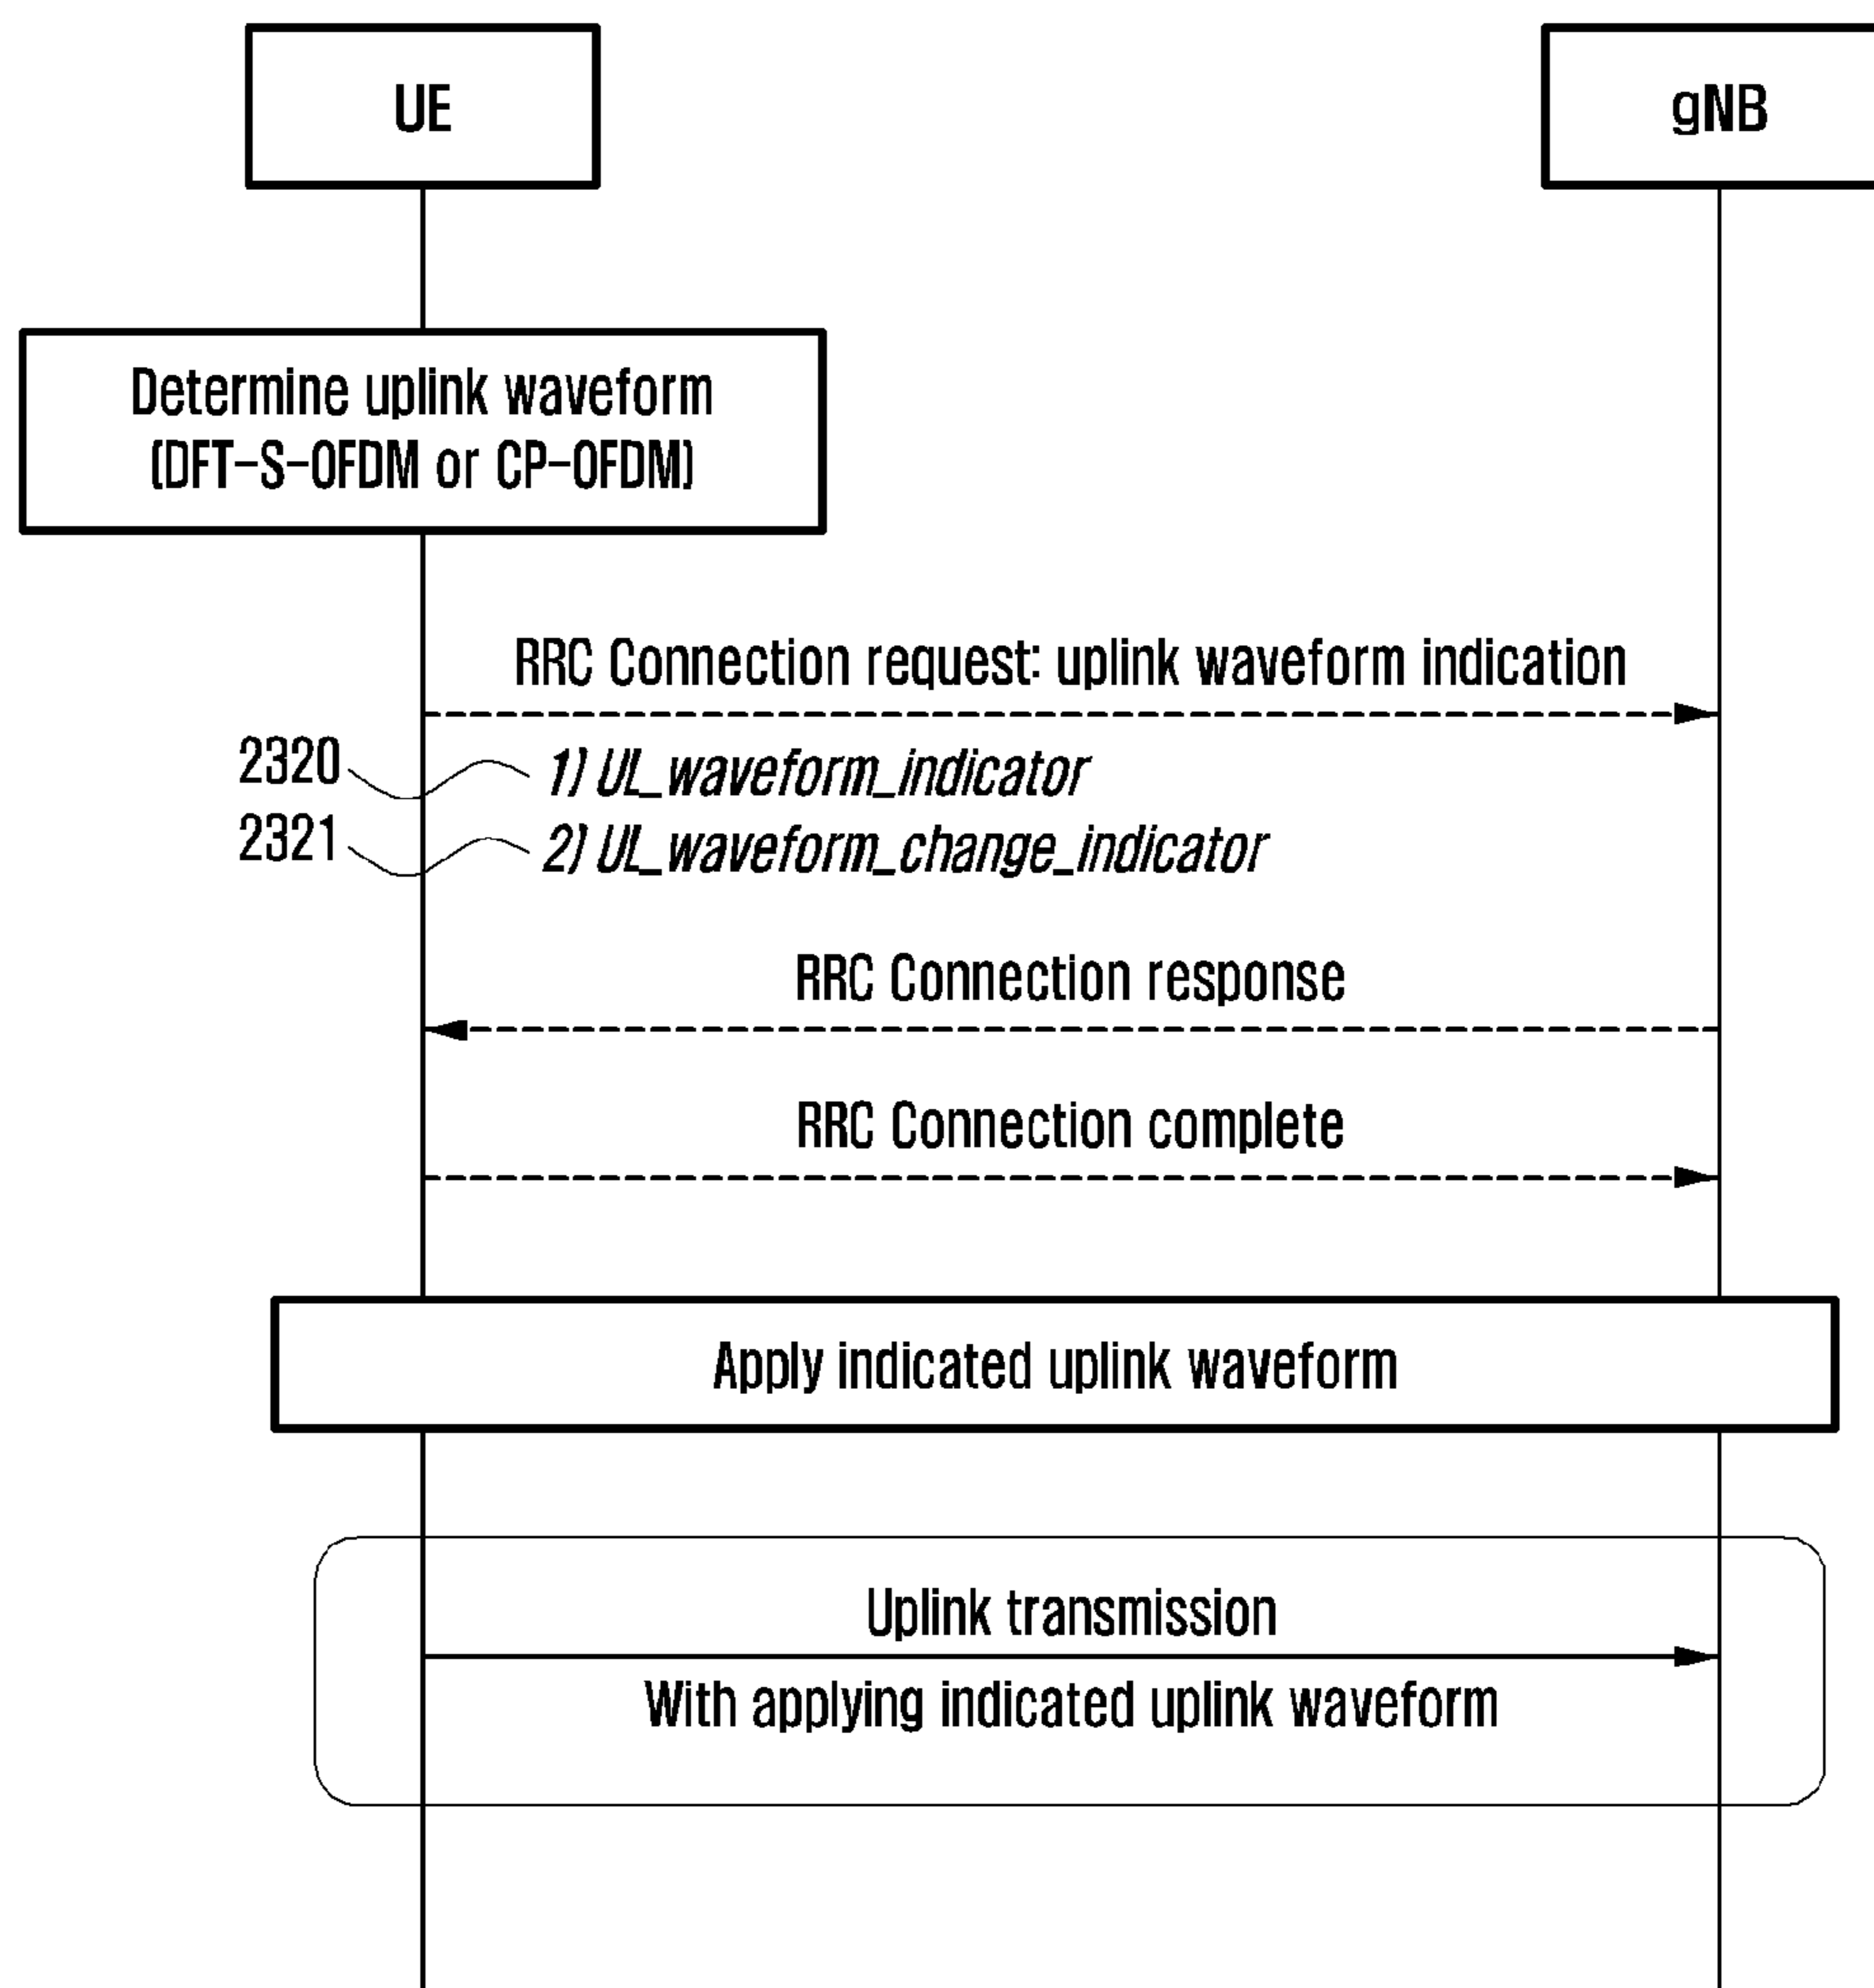 UE
gNB
Determine uplink waveform
(DFT-S-OFDM or CP-OFDM)
RRC Connection request: uplink waveform indication
2320
1) UL_waveform_indicator
2321
2) UL_waveform_change_indicator
RRC Connection response
RRC Connection complete
Apply indicated uplink waveform
Uplink transmission
With applying indicated uplink waveform